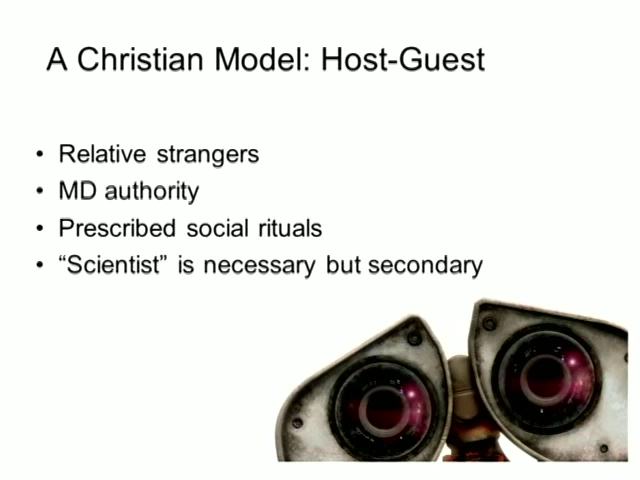 A Christian Model: Host-Guest
• Relative strangers
• MD authority
• Prescribed social rituals
• “Scientist” is necessary but secondary